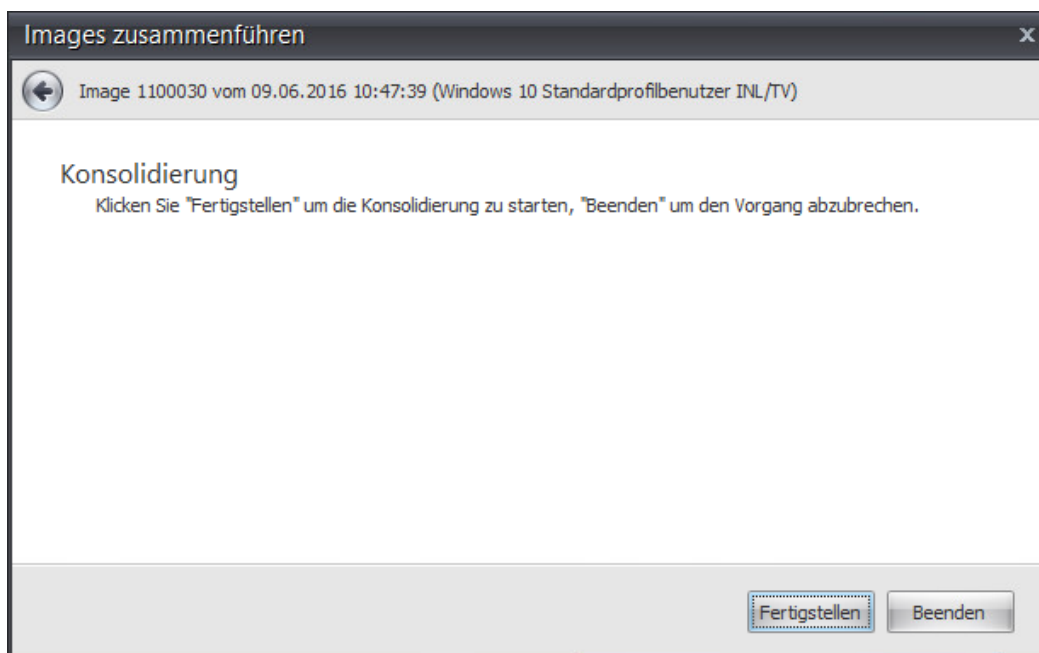 Images zusammenführen
x
Image 1100030 vom 09.06.2016 10:47:39 (Windows 10 Standardprofilbenutzer INL/TV)
Konsolidierung
Klicken Sie "Fertigstellen" um die Konsolidierung zu starten, "Beenden" um den Vorgang abzubrechen.
Fertigstellen Beenden